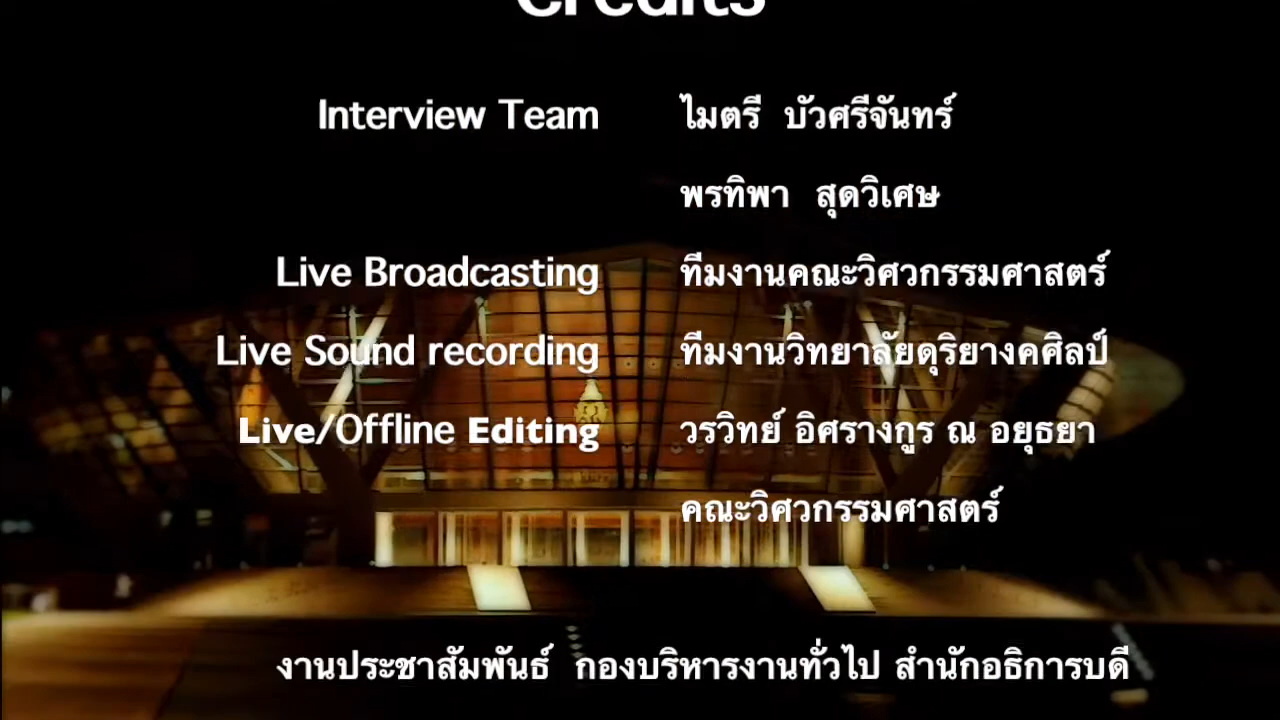 Credits
Interview Team ไมตรี บัวศรีจันทร์
พรทิพา สุดวิเศษ
Live Broadcasting ทีมงานคณะวิศวกรรมศาสตร์
Live Sound recording ทีมงานวิทยาลัยดุริยางคศิลป์
Live/Offline Editing วรวิทย์ อิศรางกูร ณ อยุธยา
คณะวิศวกรรมศาสตร์
งานประชาสัมพันธ์ กองบริหารงานทั่วไป สำนักอธิการบดี